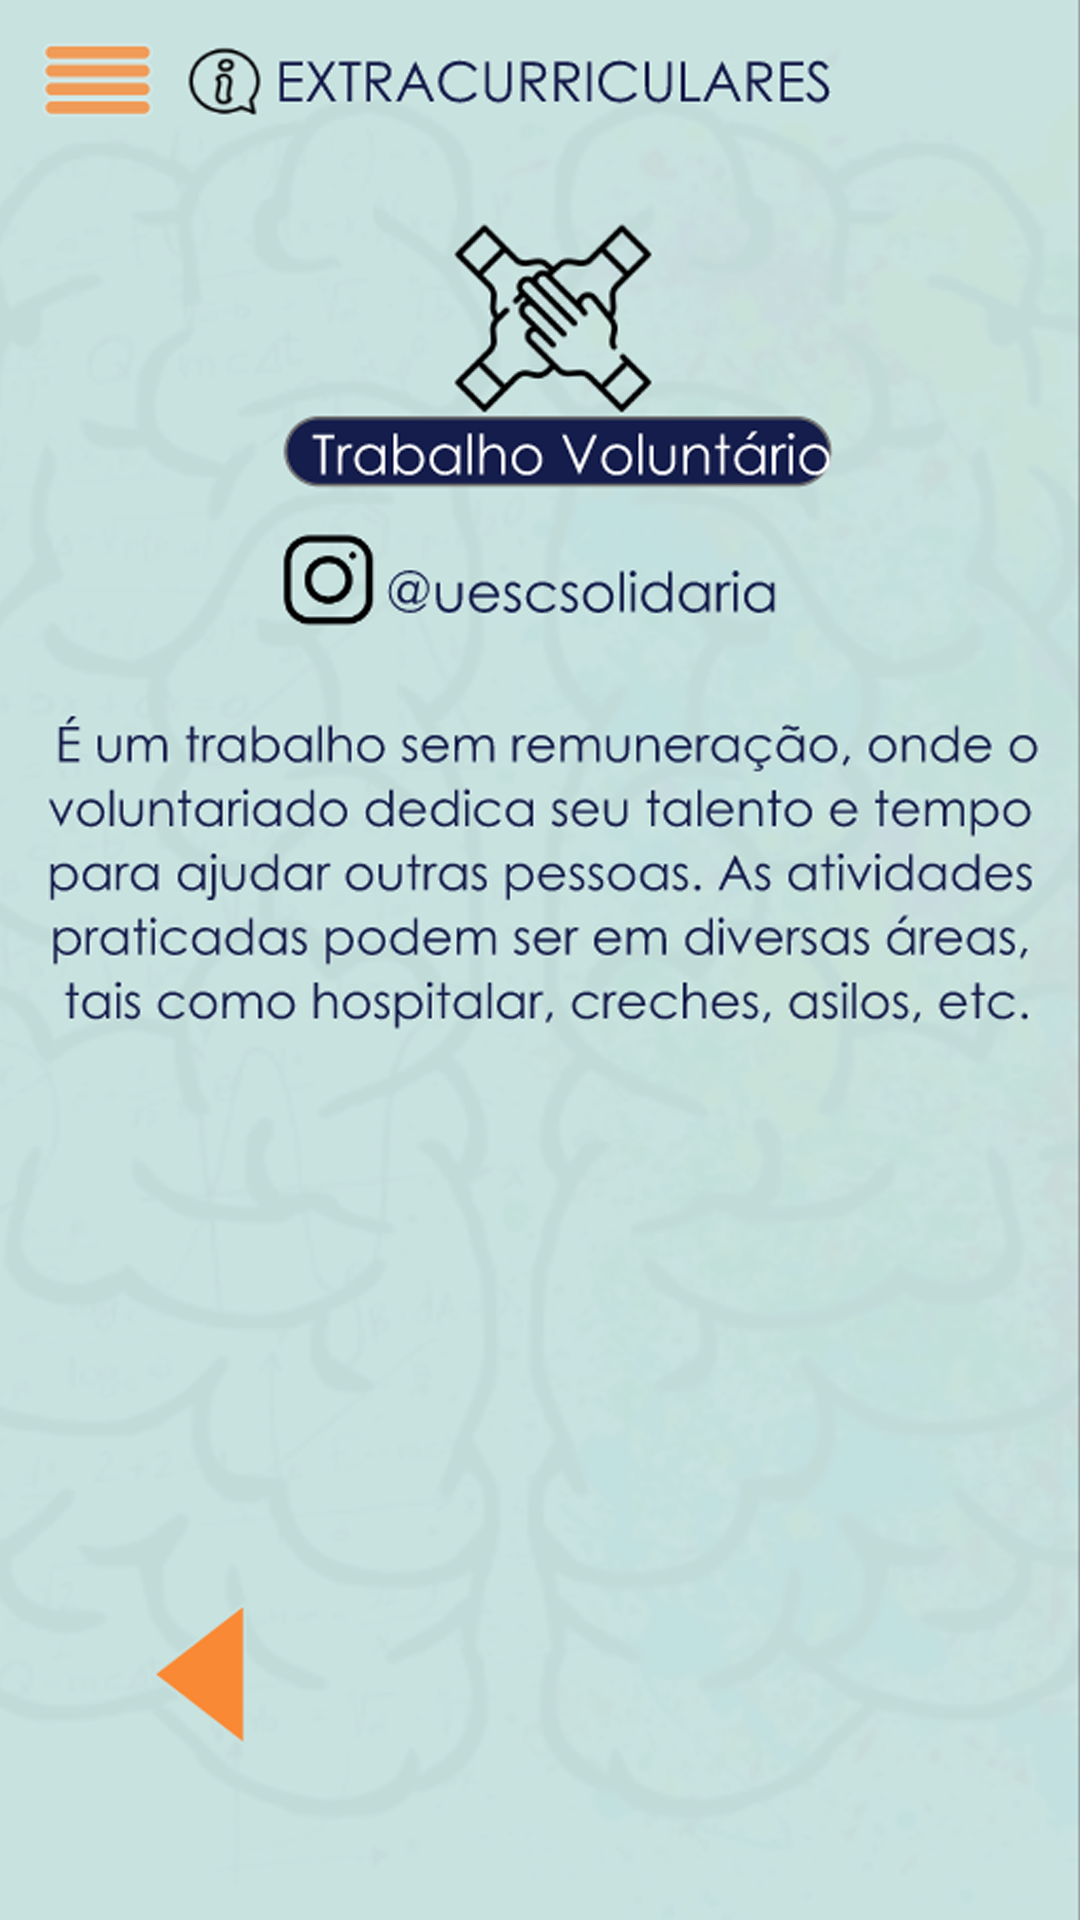 EXTRACURRICULARES
Trabalho Voluntário
@uescsolidaria
É um trabalho sem remuneração, onde o
voluntariado dedica seu talento e tempo
para ajudar outras pessoas. As atividades
praticadas podem ser em diversas áreas,
tais como hospitalar, creches, asilos, etc.